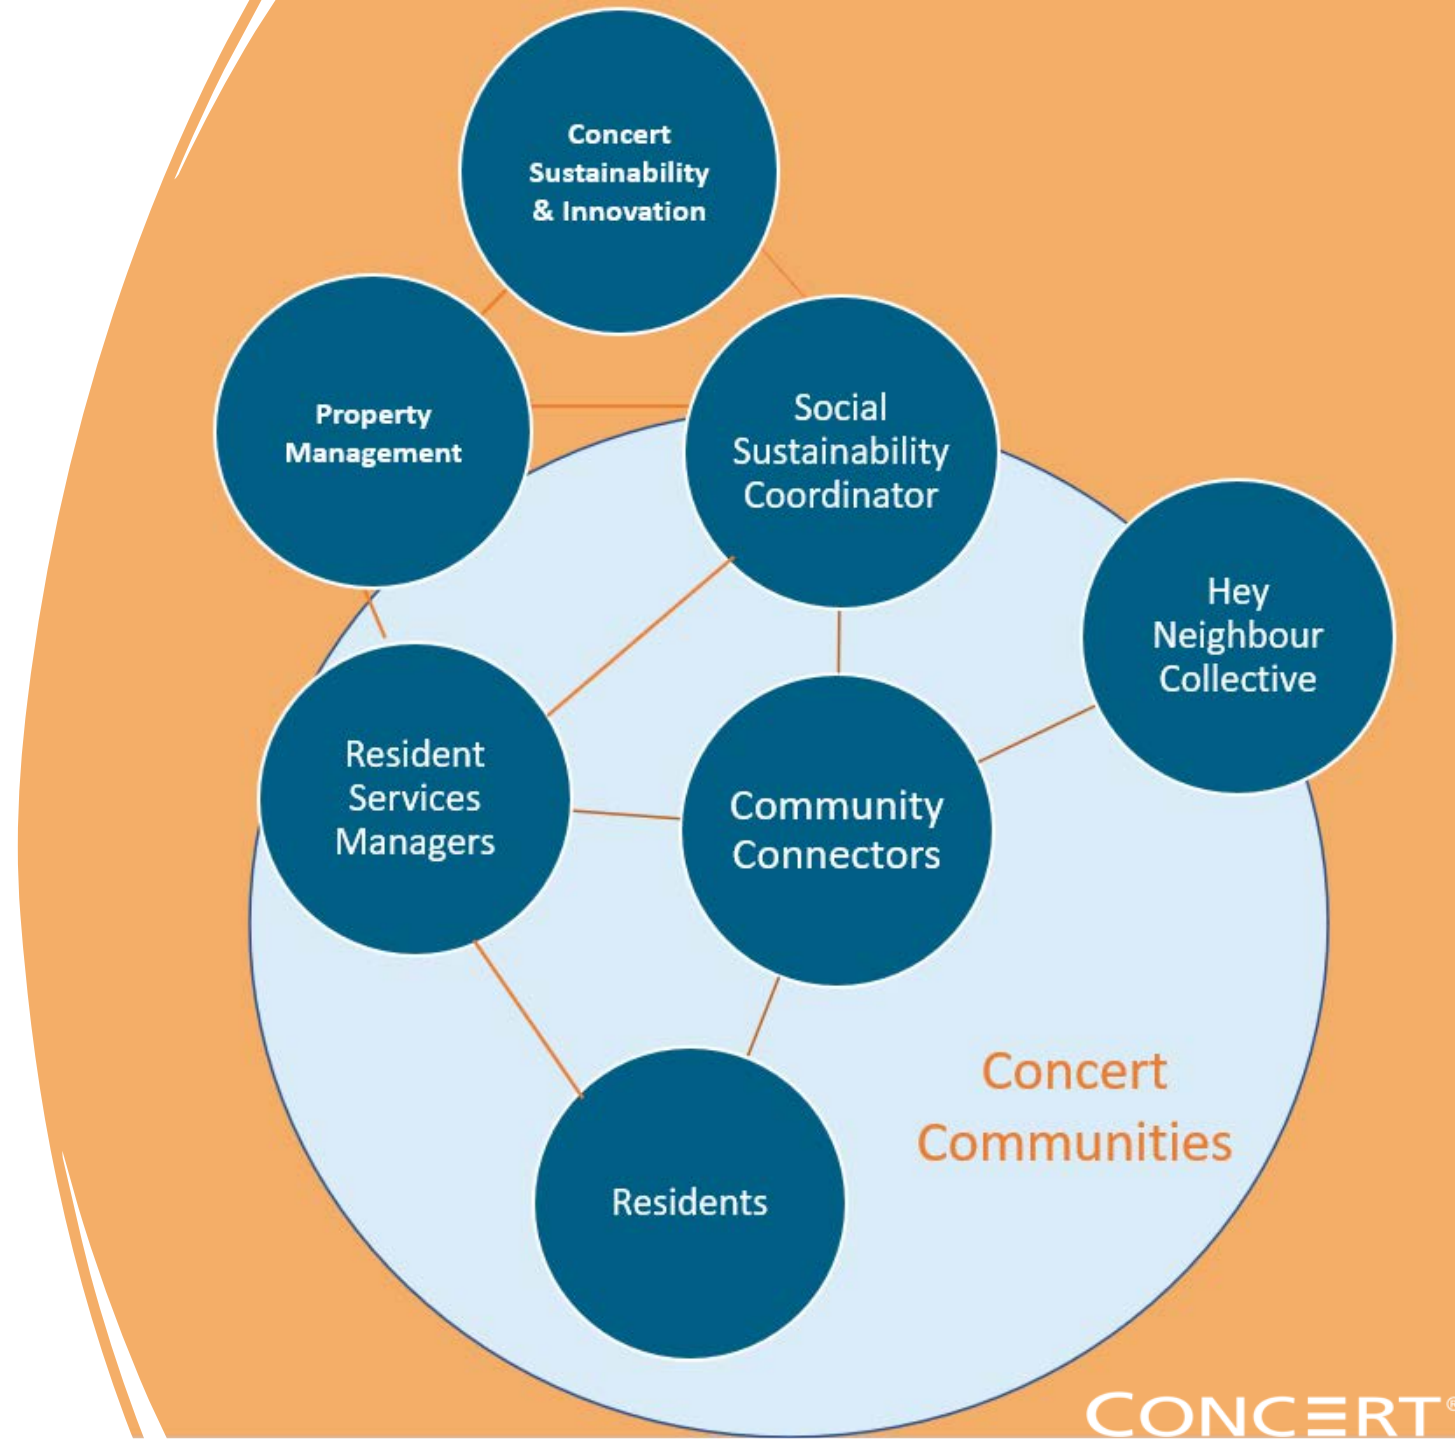 Concert
Sustainability
& Innovation
Property
Management
Social
Sustainability
Coordinator
Hey
Neighbour
Collective
Resident
Services
Managers
Community
Connectors
Concert
Communities
Residents
CONCERT®